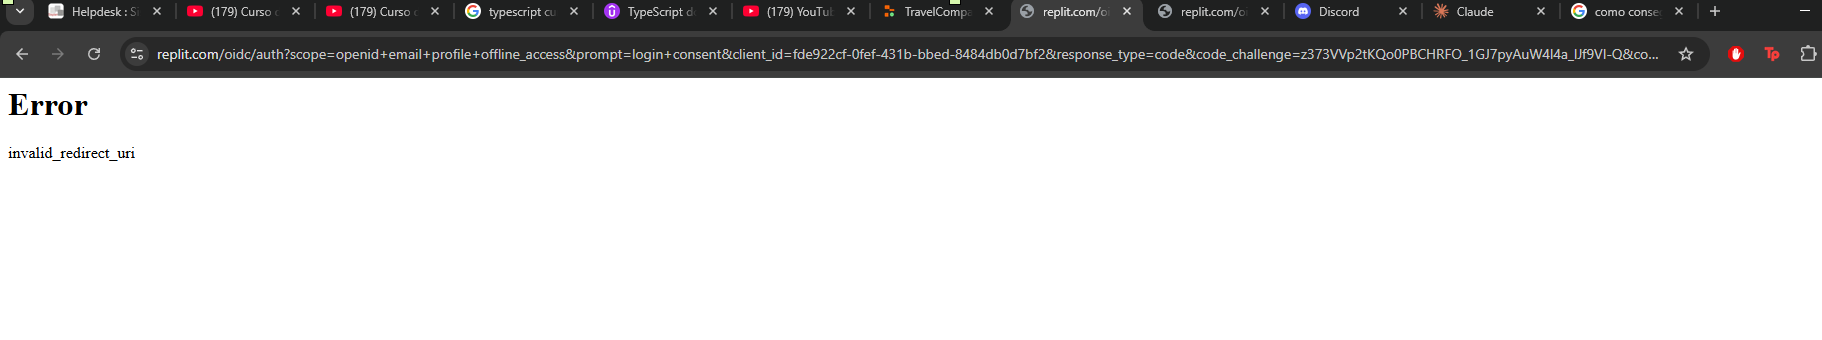 Helpdesk : Si
(179) Curso c
(179) Curso c
typescript cu
TypeScript d
(179) YouTub
TravelCompa
replit.com/oi
replit.com/o
Discord
Claude
como conse
replit.com/oidc/auth?scope=openid+email+profile+offline_access&prompt=login+consent&client_id=fde922cf-0fef-431b-bbed-8484db0d7bf2&response_type=code&code_challenge=z373VVp2tKQo0PBCHRFO_1GJ7pyAuW4I4a_lJf9VI-Q&co...
Tp
Error
invalid_redirect_uri